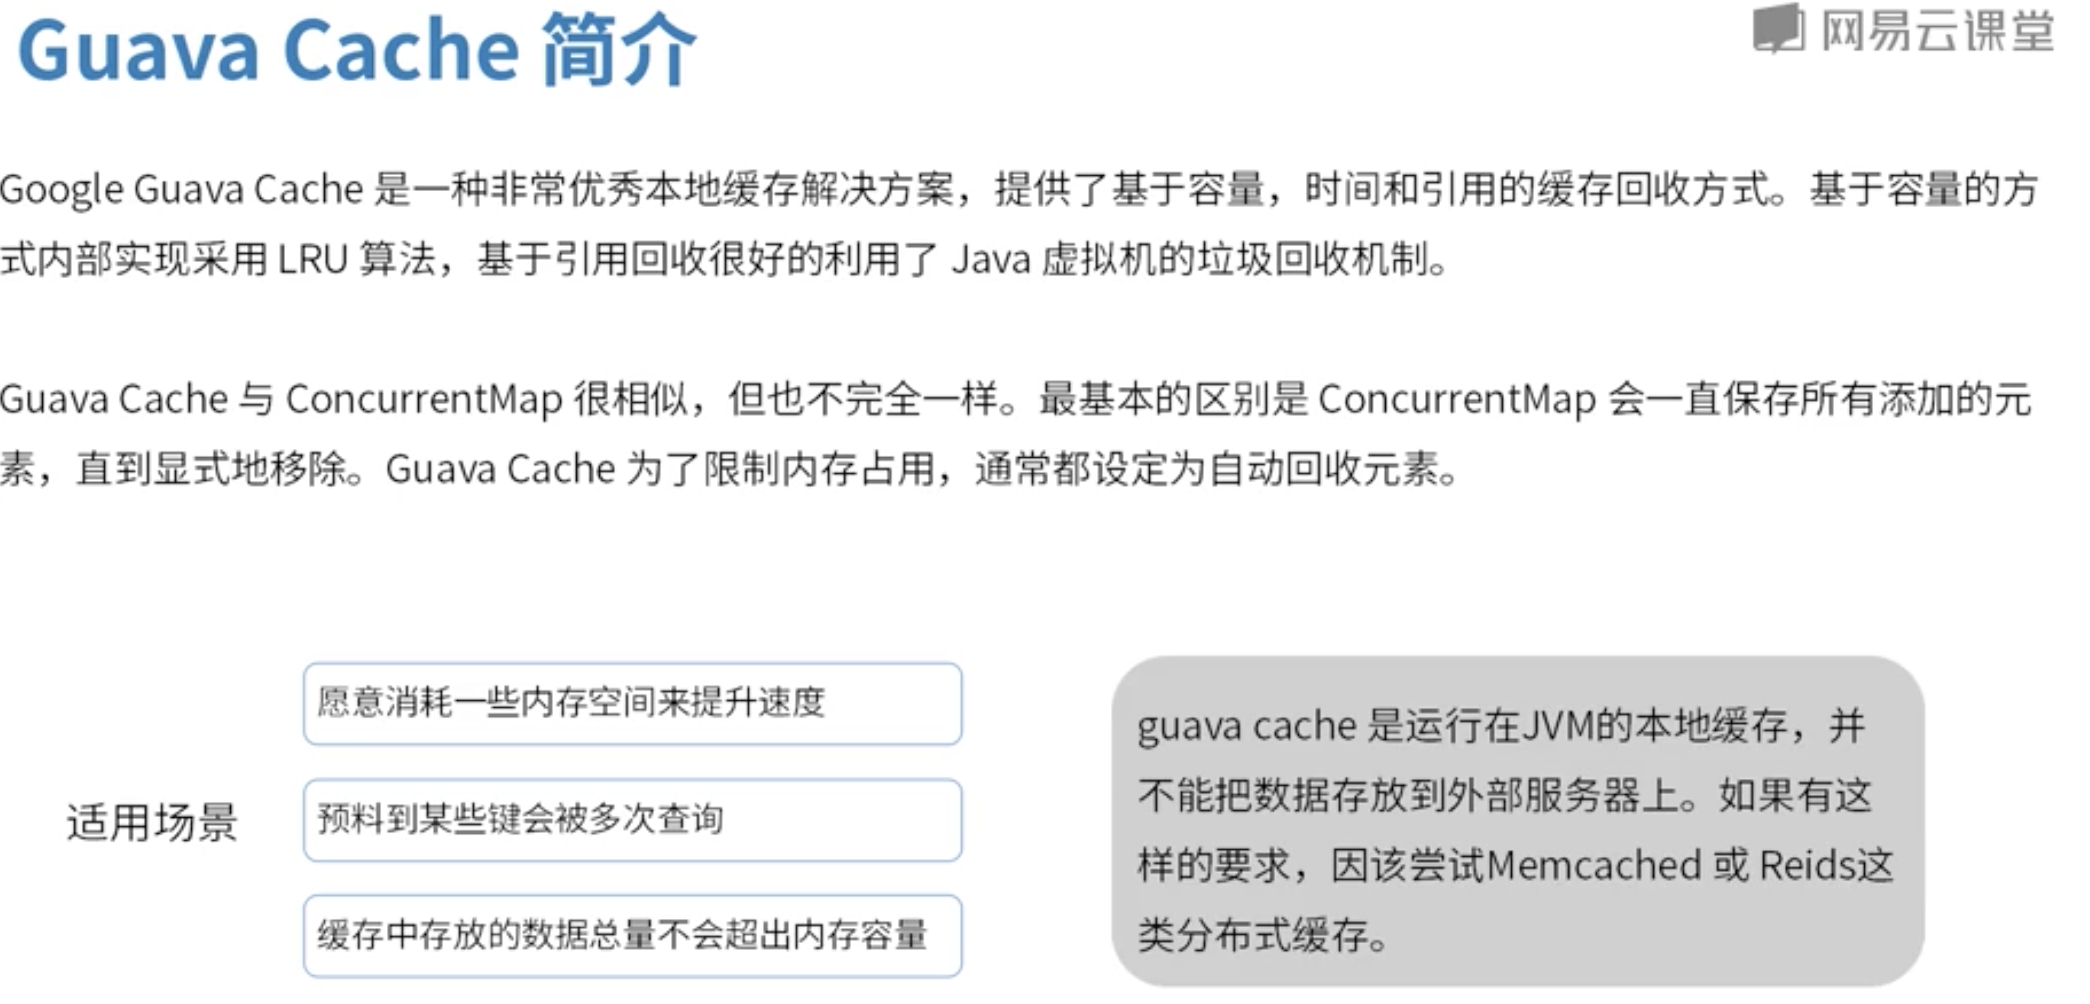 Guava Cache 简介
网易云课堂
Google Guava Cache 是一种非常优秀本地缓存解决方案，提供了基于容量，时间和引用的缓存回收方式。基于容量的方
式内部实现采用 LRU 算法，基于引用回收很好的利用了 Java 虚拟机的垃圾回收机制。
Guava Cache 与 ConcurrentMap 很相似，但也不完全一样。最基本的区别是 ConcurrentMap 会一直保存所有添加的元
素，直到显式地移除。Guava Cache 为了限制内存占用，通常都设定为自动回收元素。
适用场景
愿意消耗一些内存空间来提升速度
预料到某些键会被多次查询
缓存中存放的数据总量不会超出内存容量
guava cache 是运行在JVM的本地缓存，并
不能把数据存放到外部服务器上。如果有这
样的要求，因该尝试Memcached 或 Reids这
类分布式缓存。